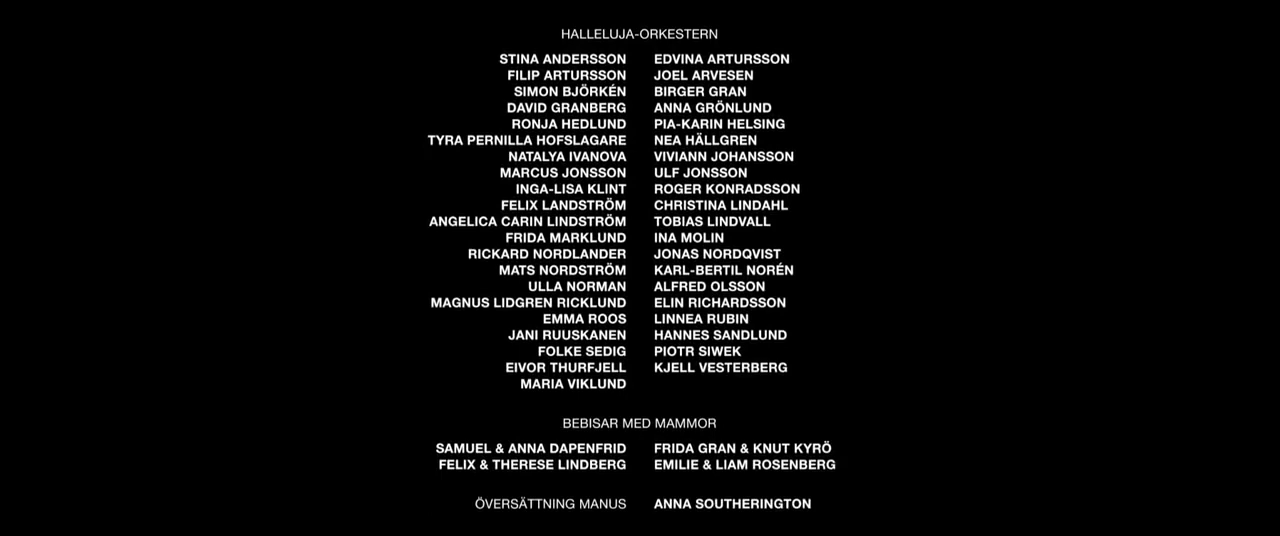 HALLELUJA-ORKESTERN
STINA ANDERSSON EDVINA ARTURSSON
FILIP ARTURSSON JOEL ARVESEN
SIMON BJÖRKÉN BIRGER GRAN
DAVID GRANBERG ANNA GRÖNLUND
RONJA HEDLUND PIA-KARIN HELSING
TYRA PERNILLA HOFSLAGARE NEA HÄLLGREN
NATALYA IVANOVA VIVIANN JOHANSSON
MARCUS JONSSON ULF JONSSON
INGA-LISA KLINT ROGER KONRADSSON
FELIX LANDSTRÖM CHRISTINA LINDAHL
ANGELICA CARIN LINDSTRÖM TOBIAS LINDVALL
FRIDA MARKLUND INA MOLIN
RICKARD NORDLANDER JONAS NORDQVIST
MATS NORDSTRÖM KARL-BERTIL NORÉN
ULLA NORMAN ALFRED OLSSON
MAGNUS LIDGREN RICKLUND ELIN RICHARDSSON
EMMA ROOS LINNEA RUBIN
JANI RUUSKANEN HANNES SANDLUND
FOLKE SEDIG PIOTR SIWEK
EIVOR THURFJELL KJELL VESTERBERG
MARIA VIKLUND
BEBISAR MED MAMMOR
SAMUEL & ANNA DAPENFRID FRIDA GRAN & KNUT KYRÖ
FELIX & THERESE LINDBERG EMILIE & LIAM ROSENBERG
ÖVERSÄTTNING MANUS ANNA SOUTHERINGTON